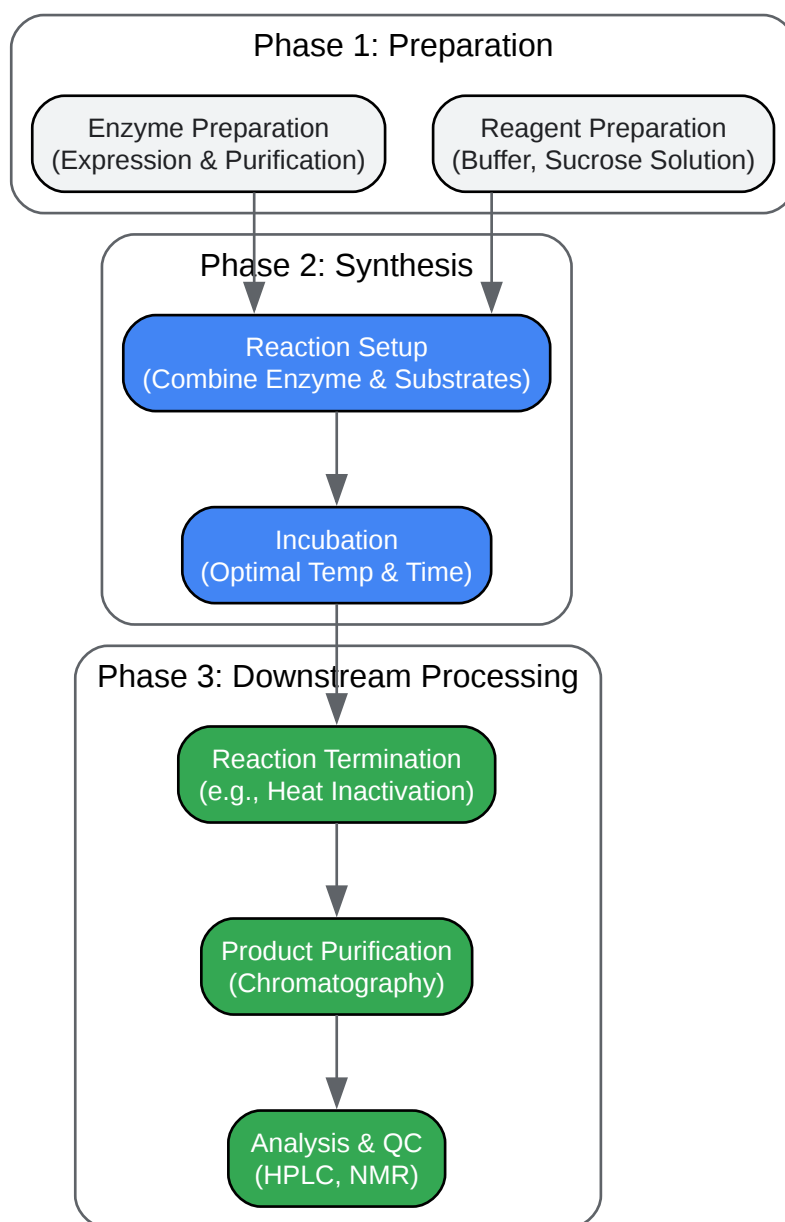 Phase 1: Preparation
Enzyme Preparation
(Expression & Purification)
Reagent Preparation
(Buffer, Sucrose Solution)
Phase 2: Synthesis
Reaction Setup
(Combine Enzyme & Substrates)
Incubation
(Optimal Temp & Time)
Phase 3: Downstream Processing
Reaction Termination
(e.g., Heat Inactivation)
Product Purification
(Chromatography)
Analysis & QC
(HPLC, NMR)